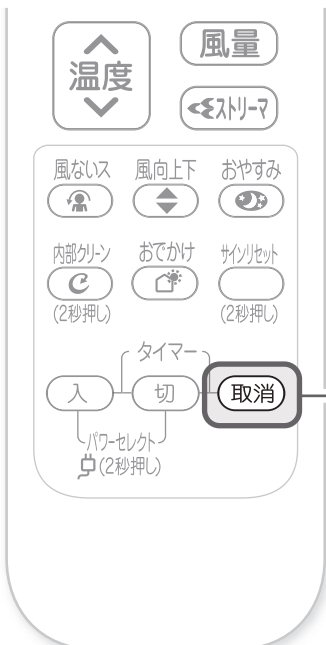 温度
風量
ストリーマ
風ないス 風向上下 おやすみ
内部クリーン おでかけ サインリセット
(2秒押し) (2秒押し)
タイマー
入 切 取消
パワーセレクト
(2秒押し)